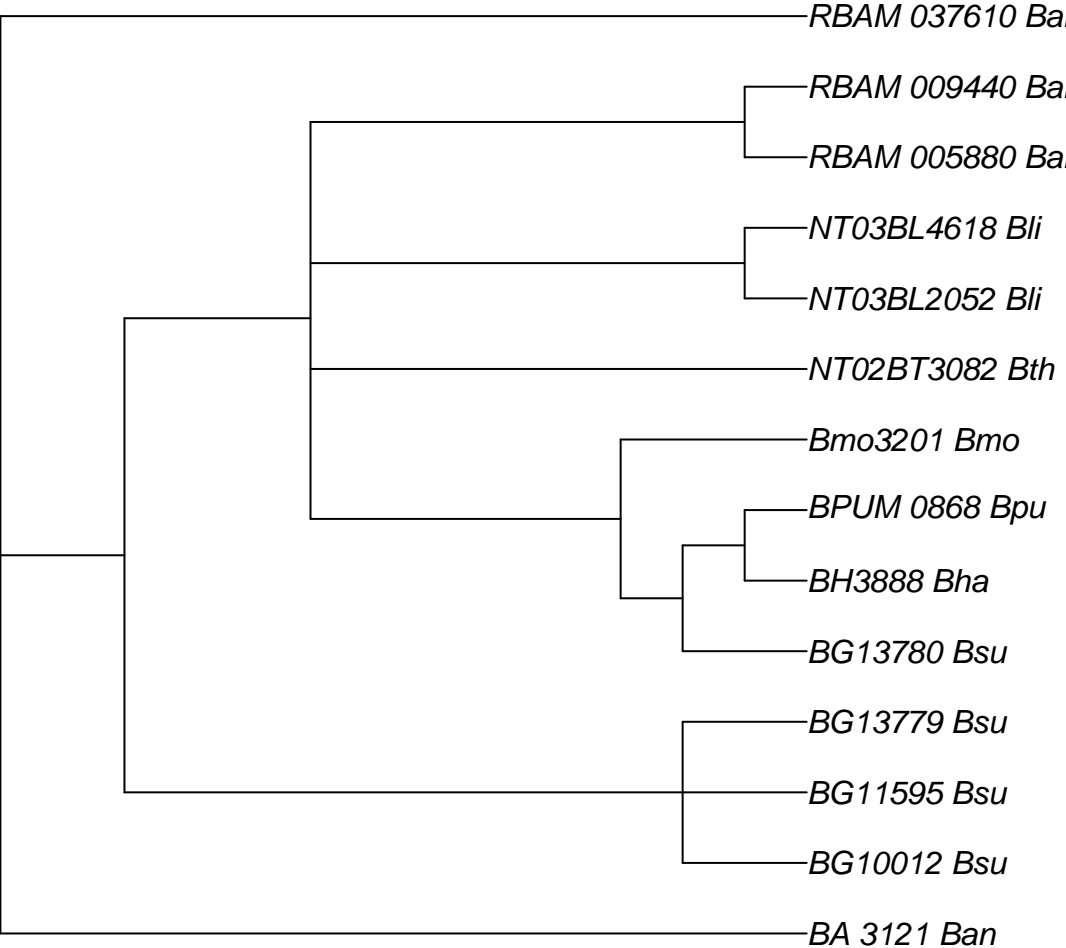 RBAM 037610 Ba
RBAM 009440 Ba
RBAM 005880 Ba
NT03BL4618 Bli
NT03BL2052 Bli
NT02BT3082 Bth
Bmo3201 Bmo
BPUM 0868 Bpu
BH3888 Bha
BG13780 Bsu
BG13779 Bsu
BG11595 Bsu
BG10012 Bsu
BA 3121 Ban